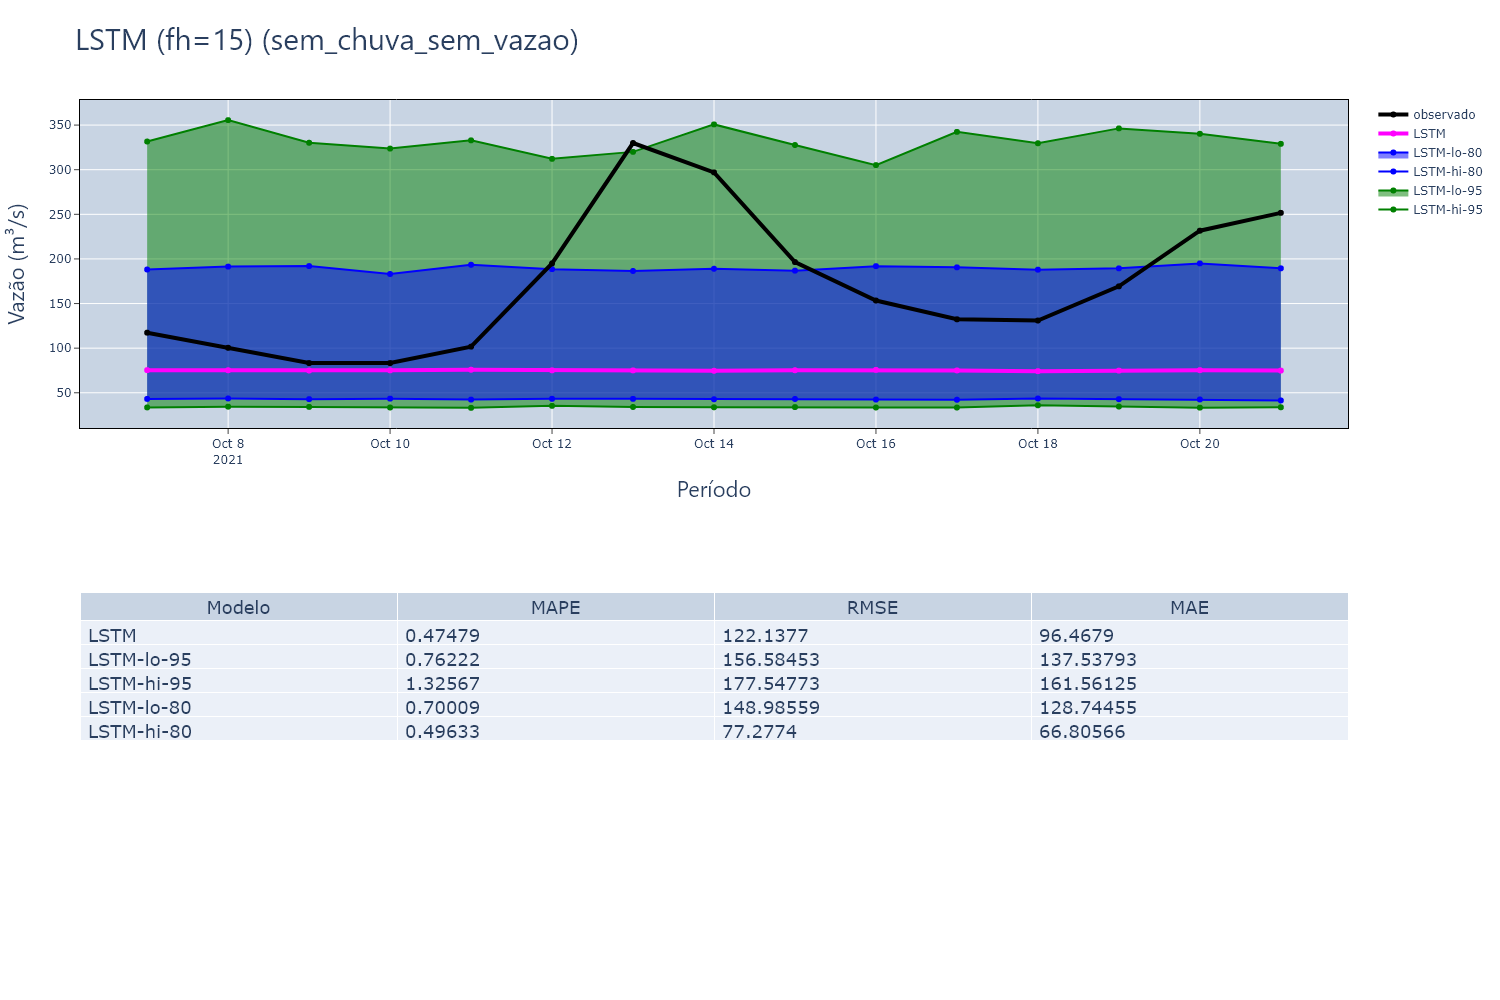 LSTM (fh=15) (sem_chuva_sem_vazao)
observado
LSTM
LSTM-lo-80
LSTM-hi-80
LSTM-lo-95
LSTM-hi-95
Vazão (m³/s)
350
300
250
200
150
100
50
Oct 8 Oct 10 Oct 12 Oct 14 Oct 16 Oct 18 Oct 20
2021
Período
Modelo MAPE RMSE MAE
LSTM 0.47479 122.1377 96.4679
LSTM-lo-95 0.76222 156.58453 137.53793
LSTM-hi-95 1.32567 177.54773 161.56125
LSTM-lo-80 0.70009 148.98559 128.74455
LSTM-hi-80 0.49633 77.2774 66.80566